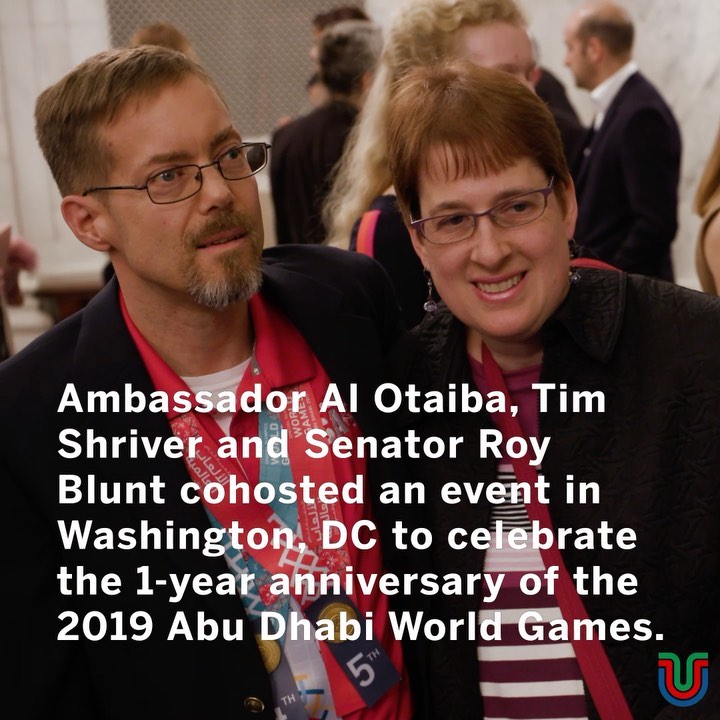 Ambassador Al Otaiba, Tim
Shriver and Senator Roy
Blunt cohosted an event in
Washington, DC to celebrate
the 1-year anniversary of the
2019 Abu Dhabi World Games.
5TH
TH